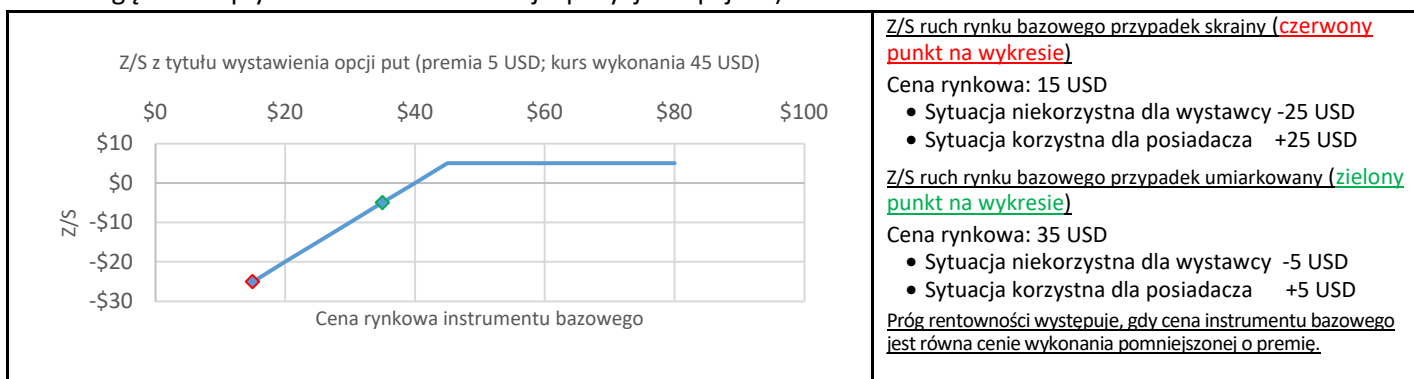 Z/S z tytułu wystawienia opcji put (premia 5 USD; kurs wykonania 45 USD)
$0 $20 $40 $60 $80 $100
$10
$0
-$10
-$20
-$30
Z/S
Cena rynkowa instrumentu bazowego
Z/S ruch rynku bazowego przypadek skrajny (czerwony
punkt na wykresie)
Cena rynkowa: 15 USD
• Sytuacja niekorzystna dla wystawcy -25 USD
• Sytuacja korzystna dla posiadacza +25 USD
Z/S ruch rynku bazowego przypadek umiarkowany (zielony
punkt na wykresie)
Cena rynkowa: 35 USD
• Sytuacja niekorzystna dla wystawcy -5 USD
• Sytuacja korzystna dla posiadacza +5 USD
Próg rentowności występuje, gdy cena instrumentu bazowego
jest równa cenie wykonania pomniejszonej o premię.